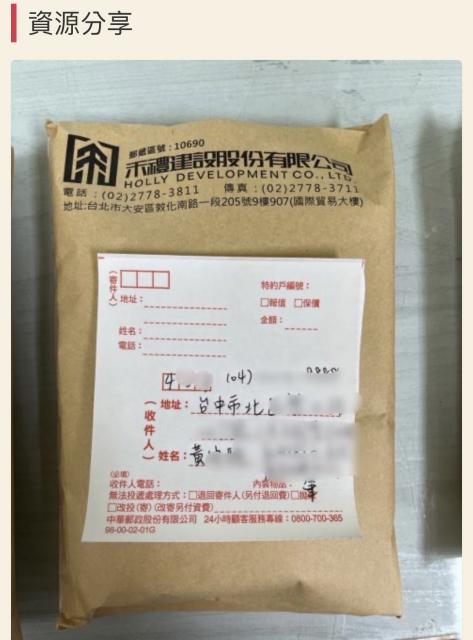 資源分享
郵遞區號：10690
禾禮建設股份有限公司
HOLLY DEVELOPMENT CO., LTD
電話：(02)2778-3811 傳真：(02)2778-3711
地址:台北市大安區敦化南路一段205號9樓907(國際貿易大樓)
(寄件人)
特約戶編號：
地址：
□報值 □保價
金額：
姓名：
電話：
(04)
(收件人)
地址： 台中市北
姓名： 黃
(必填)
收件人電話： 內裝物品：
無法投遞處理方式：□退回寄件人(另付退回費)□拋棄
□改投(寄)(改寄另付資費)
中華郵政股份有限公司 24小時顧客服務專線：0800-700-365
98-00-02-01G